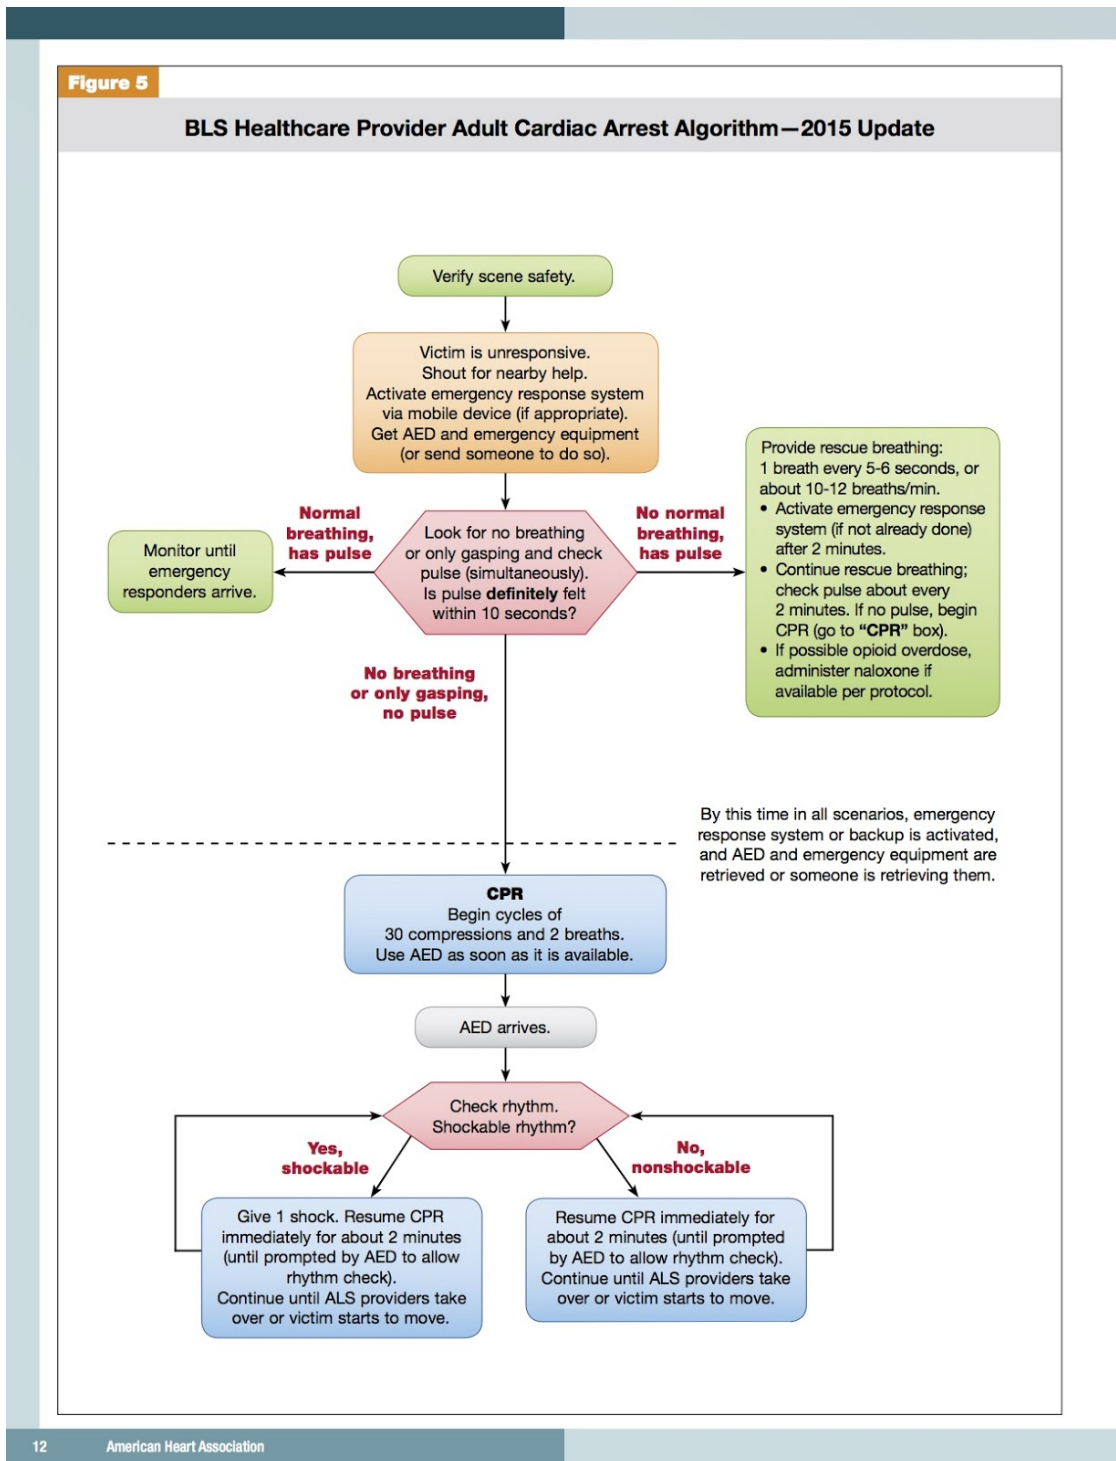 Figure 5
BLS Healthcare Provider Adult Cardiac Arrest Algorithm—2015 Update
Verify scene safety.
Victim is unresponsive.
Shout for nearby help.
Activate emergency response system
via mobile device (if appropriate).
Get AED and emergency equipment
(or send someone to do so).
Normal
breathing,
has pulse
Monitor until
emergency
responders arrive.
Look for no breathing
or only gasping and check
pulse (simultaneously).
Is pulse definitely felt
within 10 seconds?
No normal
breathing,
has pulse
Provide rescue breathing:
1 breath every 5-6 seconds, or
about 10-12 breaths/min.
• Activate emergency response
system (if not already done)
after 2 minutes.
• Continue rescue breathing;
check pulse about every
2 minutes. If no pulse, begin
CPR (go to “CPR” box).
• If possible opioid overdose,
administer naloxone if
available per protocol.
No breathing
or only gasping,
no pulse
By this time in all scenarios, emergency
response system or backup is activated,
and AED and emergency equipment are
retrieved or someone is retrieving them.
CPR
Begin cycles of
30 compressions and 2 breaths.
Use AED as soon as it is available.
AED arrives.
Check rhythm.
Shockable rhythm?
Yes,
shockable
No,
nonshockable
Give 1 shock. Resume CPR
immediately for about 2 minutes
(until prompted by AED to allow
rhythm check).
Continue until ALS providers take
over or victim starts to move.
Resume CPR immediately for
about 2 minutes (until prompted
by AED to allow rhythm check).
Continue until ALS providers take
over or victim starts to move.
12 American Heart Association